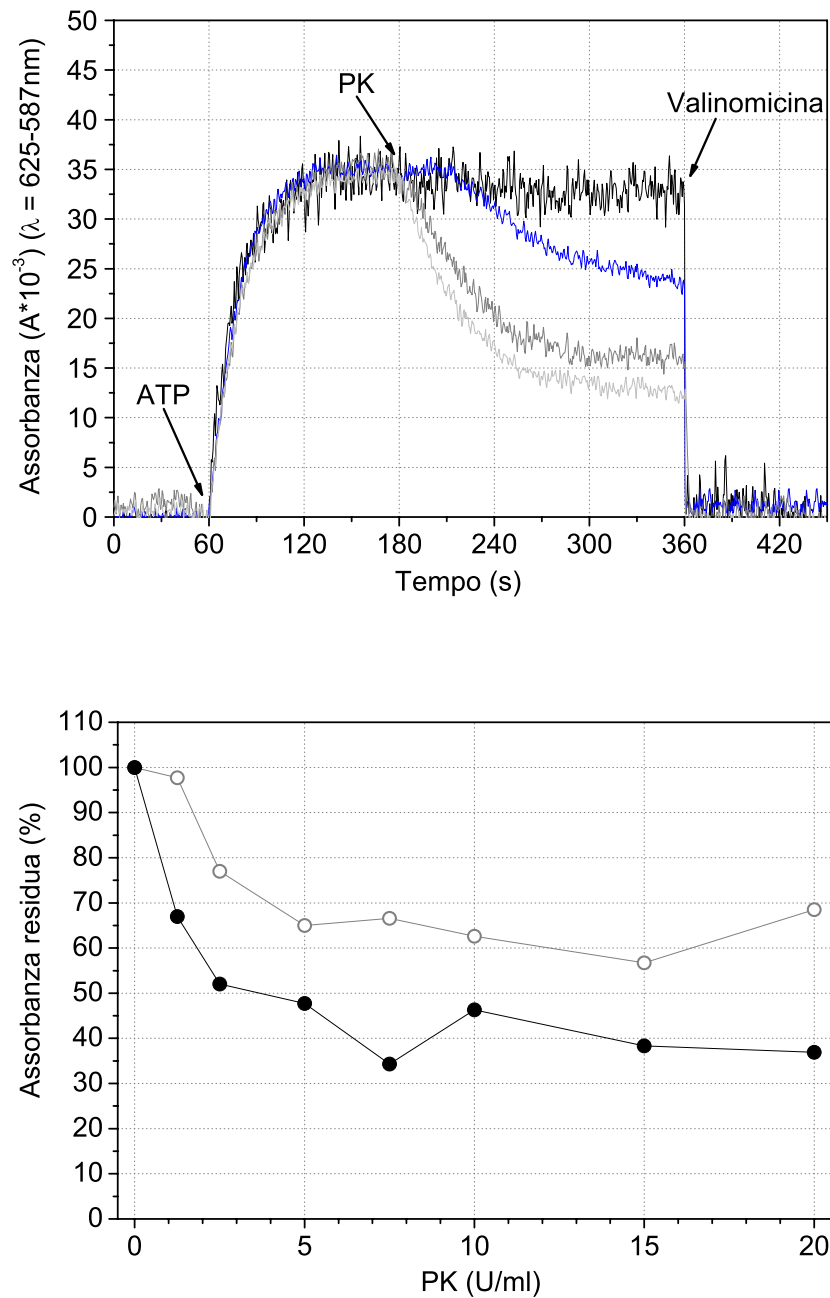 50
45
40
35
30
25
20
15
10
5
0
Assorbanza (A*10⁻³) (λ = 625-587nm)
PK
Valinomicina
ATP
0 60 120 180 240 300 360 420
Tempo (s)
110
100
90
80
70
60
50
40
30
20
10
0
Assorbanza residua (%)
0 5 10 15 20
PK (U/ml)